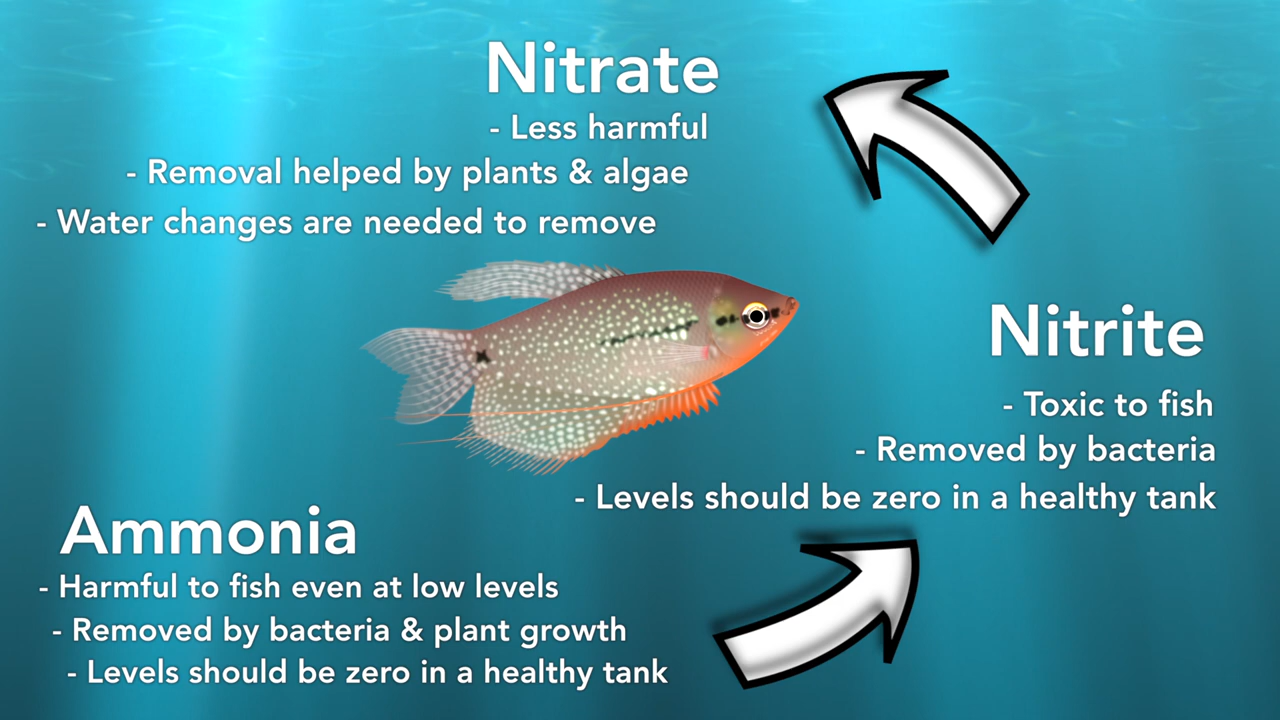 Nitrate
- Less harmful
- Removal helped by plants & algae
- Water changes are needed to remove
Nitrite
- Toxic to fish
- Removed by bacteria
- Levels should be zero in a healthy tank
Ammonia
- Harmful to fish even at low levels
- Removed by bacteria & plant growth
- Levels should be zero in a healthy tank